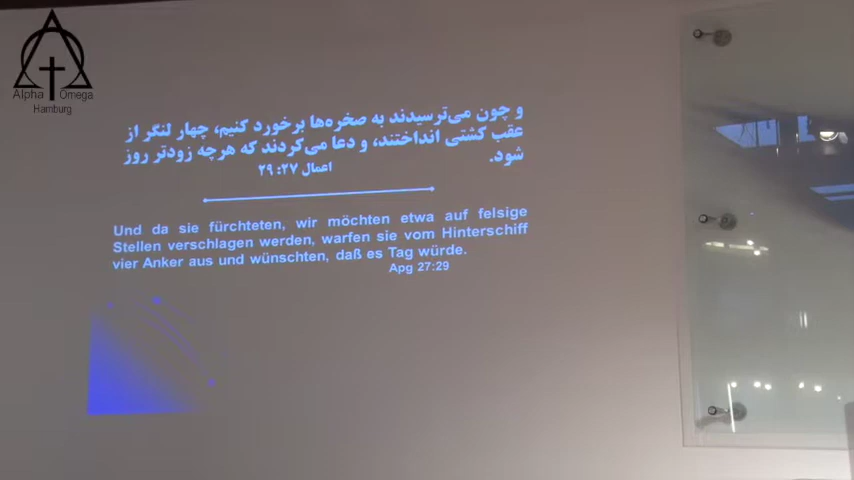 Alpha Omega
Hamburg
و چون می‌ترسیدند به صخره‌ها برخورد کنیم، چهار لنگر از
عقب کشتی انداختند، و دعا می‌کردند که هرچه زودتر روز
شود.
اعمال ۲۷: ۲۹
Und da sie fürchteten, wir möchten etwa auf felsige
Stellen verschlagen werden, warfen sie vom Hinterschiff
vier Anker aus und wünschten, daß es Tag würde.
Apg 27:29